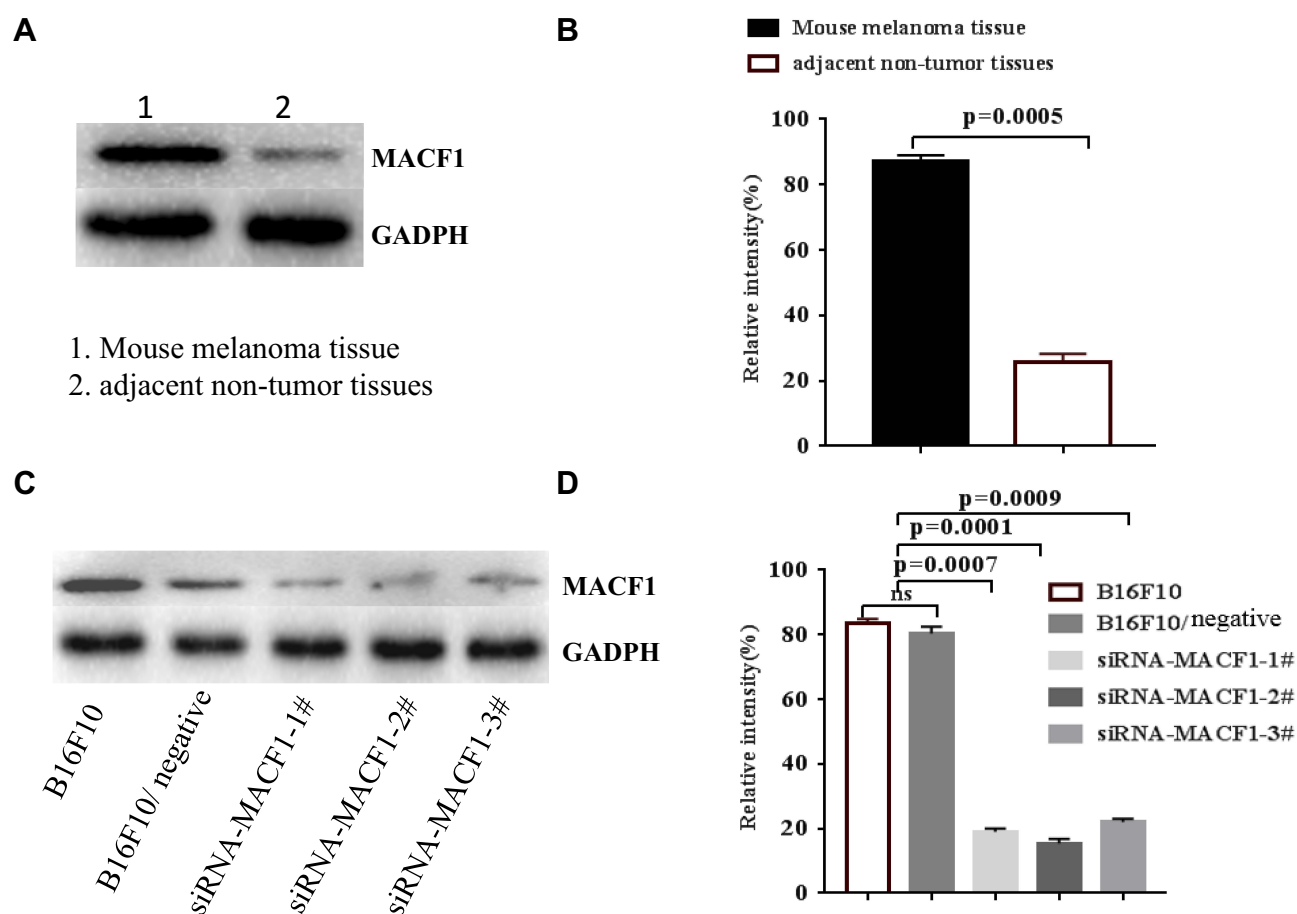 A
1 2
MACF1
GADPH
1. Mouse melanoma tissue
2. adjacent non-tumor tissues
B
Mouse melanoma tissue
adjacent non-tumor tissues
p=0.0005
100
80
60
40
20
0
Relative intensity(%)
C
MACF1
GADPH
B16F10
B16F10/ negative
siRNA-MACF1-1#
siRNA-MACF1-2#
siRNA-MACF1-3#
D
p=0.0009
p=0.0001
p=0.0007
ns
100
80
60
40
20
0
Relative intensity(%)
B16F10
B16F10/negative
siRNA-MACF1-1#
siRNA-MACF1-2#
siRNA-MACF1-3#